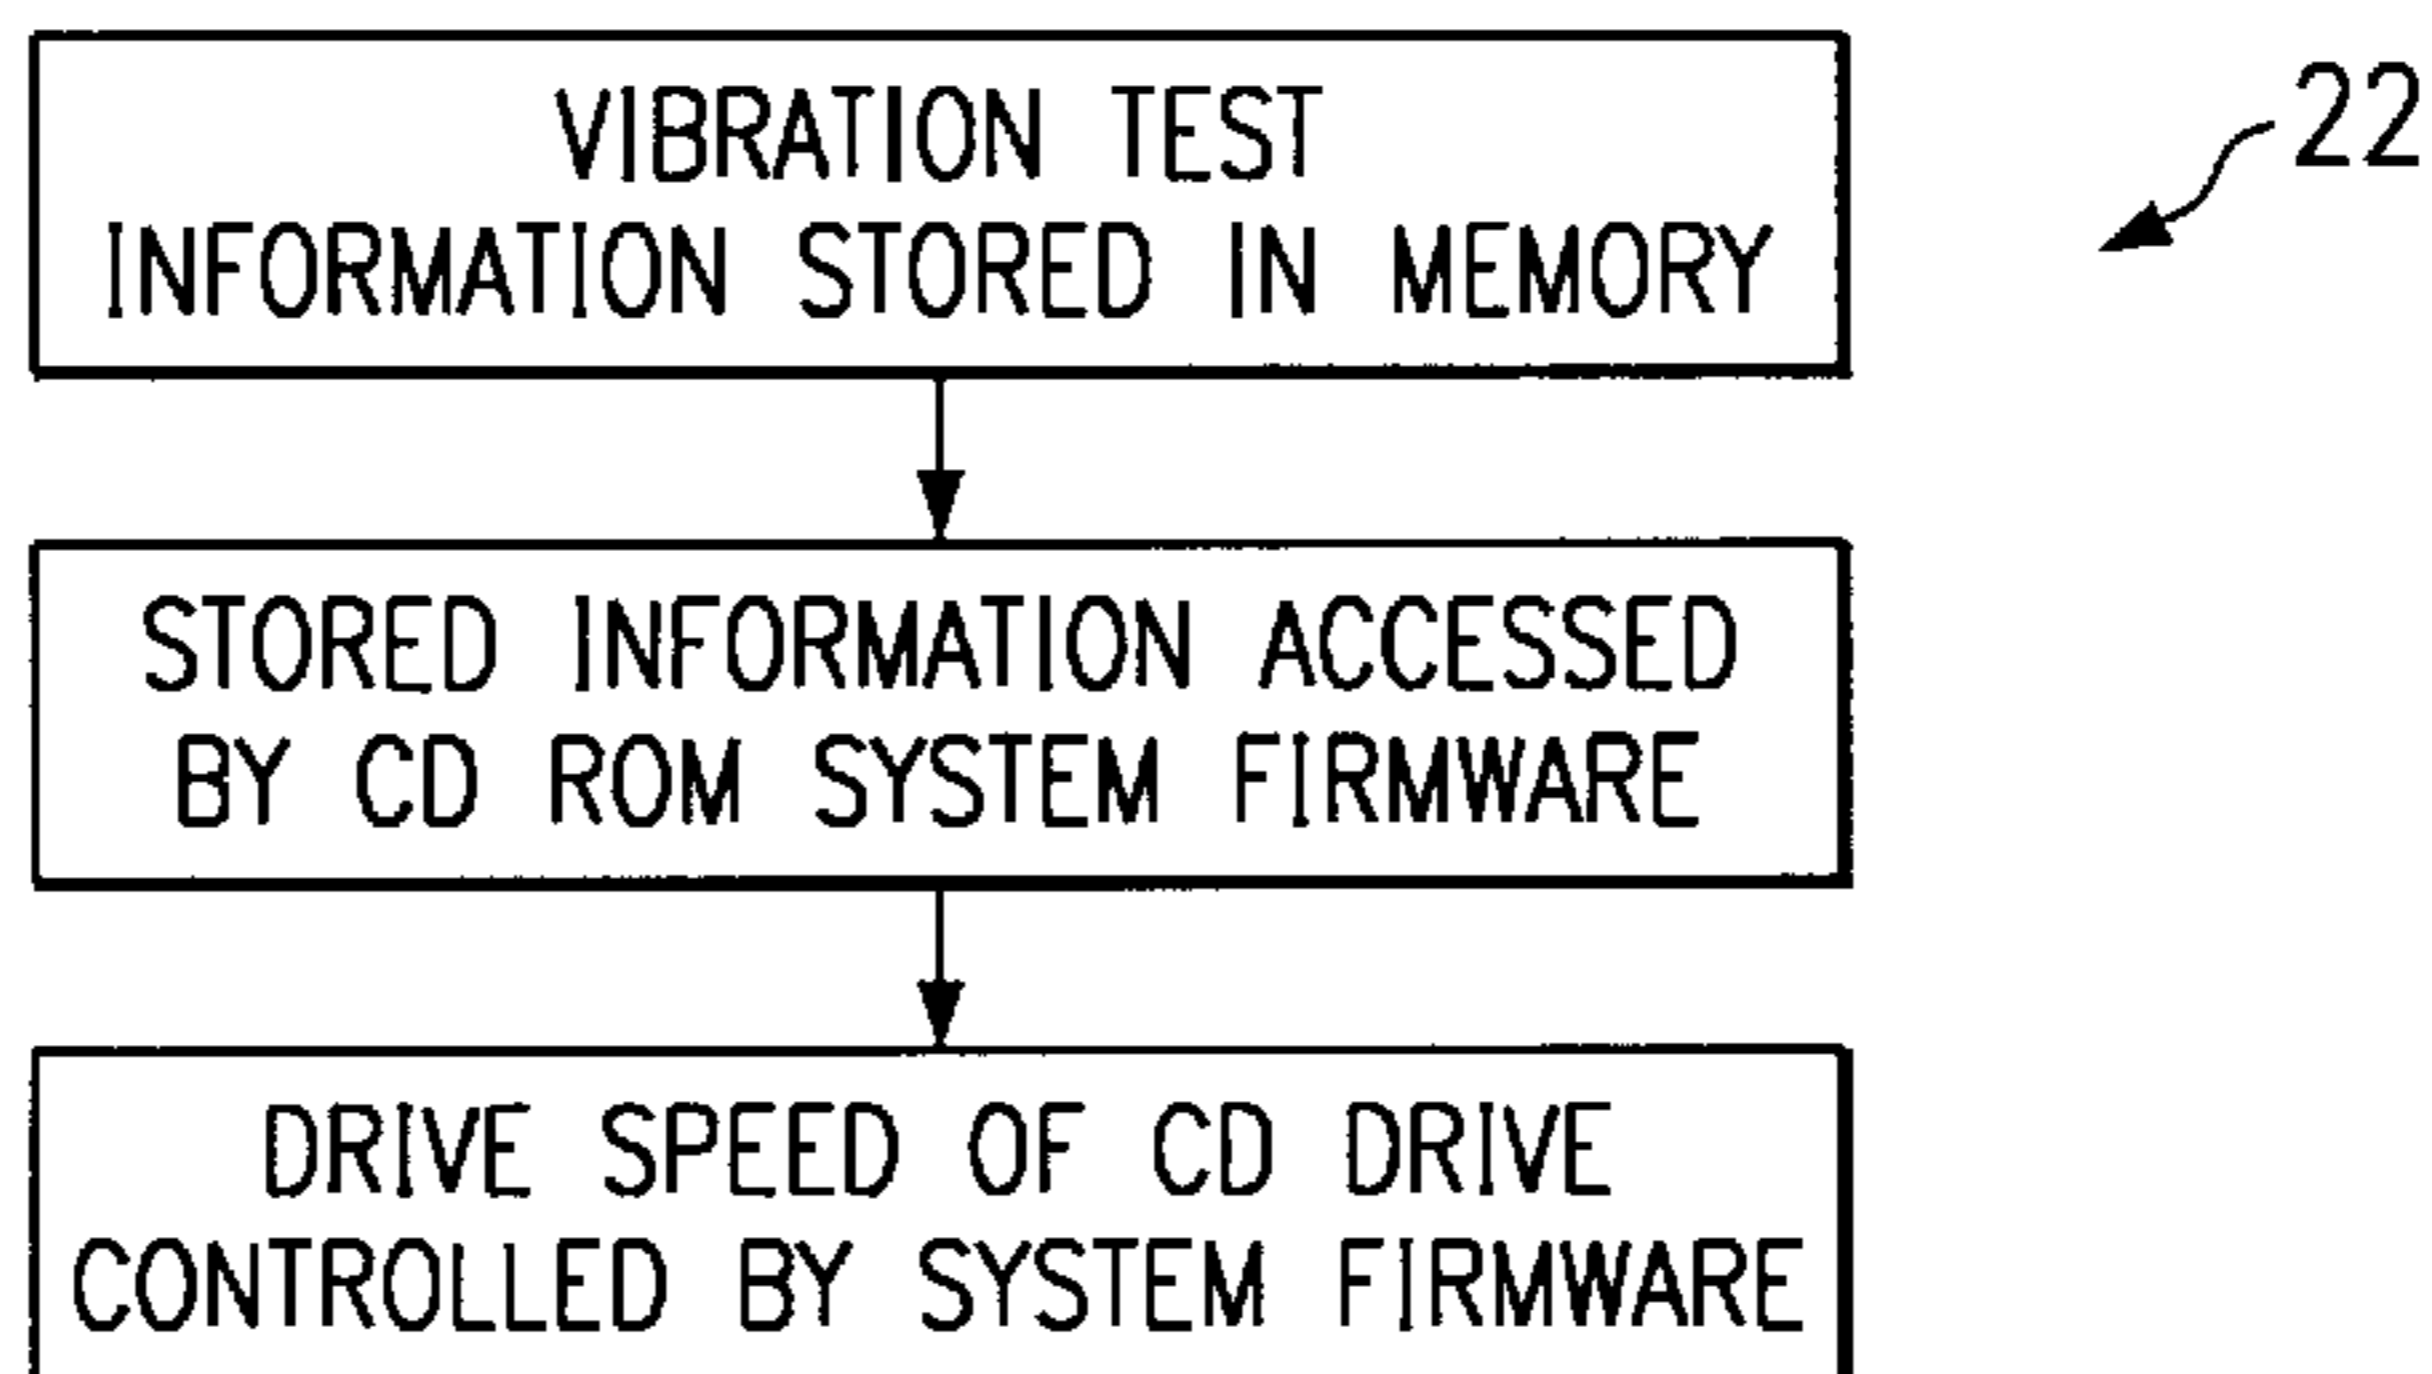 VIBRATION TEST
INFORMATION STORED IN MEMORY
22
STORED INFORMATION ACCESSED
BY CD ROM SYSTEM FIRMWARE
DRIVE SPEED OF CD DRIVE
CONTROLLED BY SYSTEM FIRMWARE